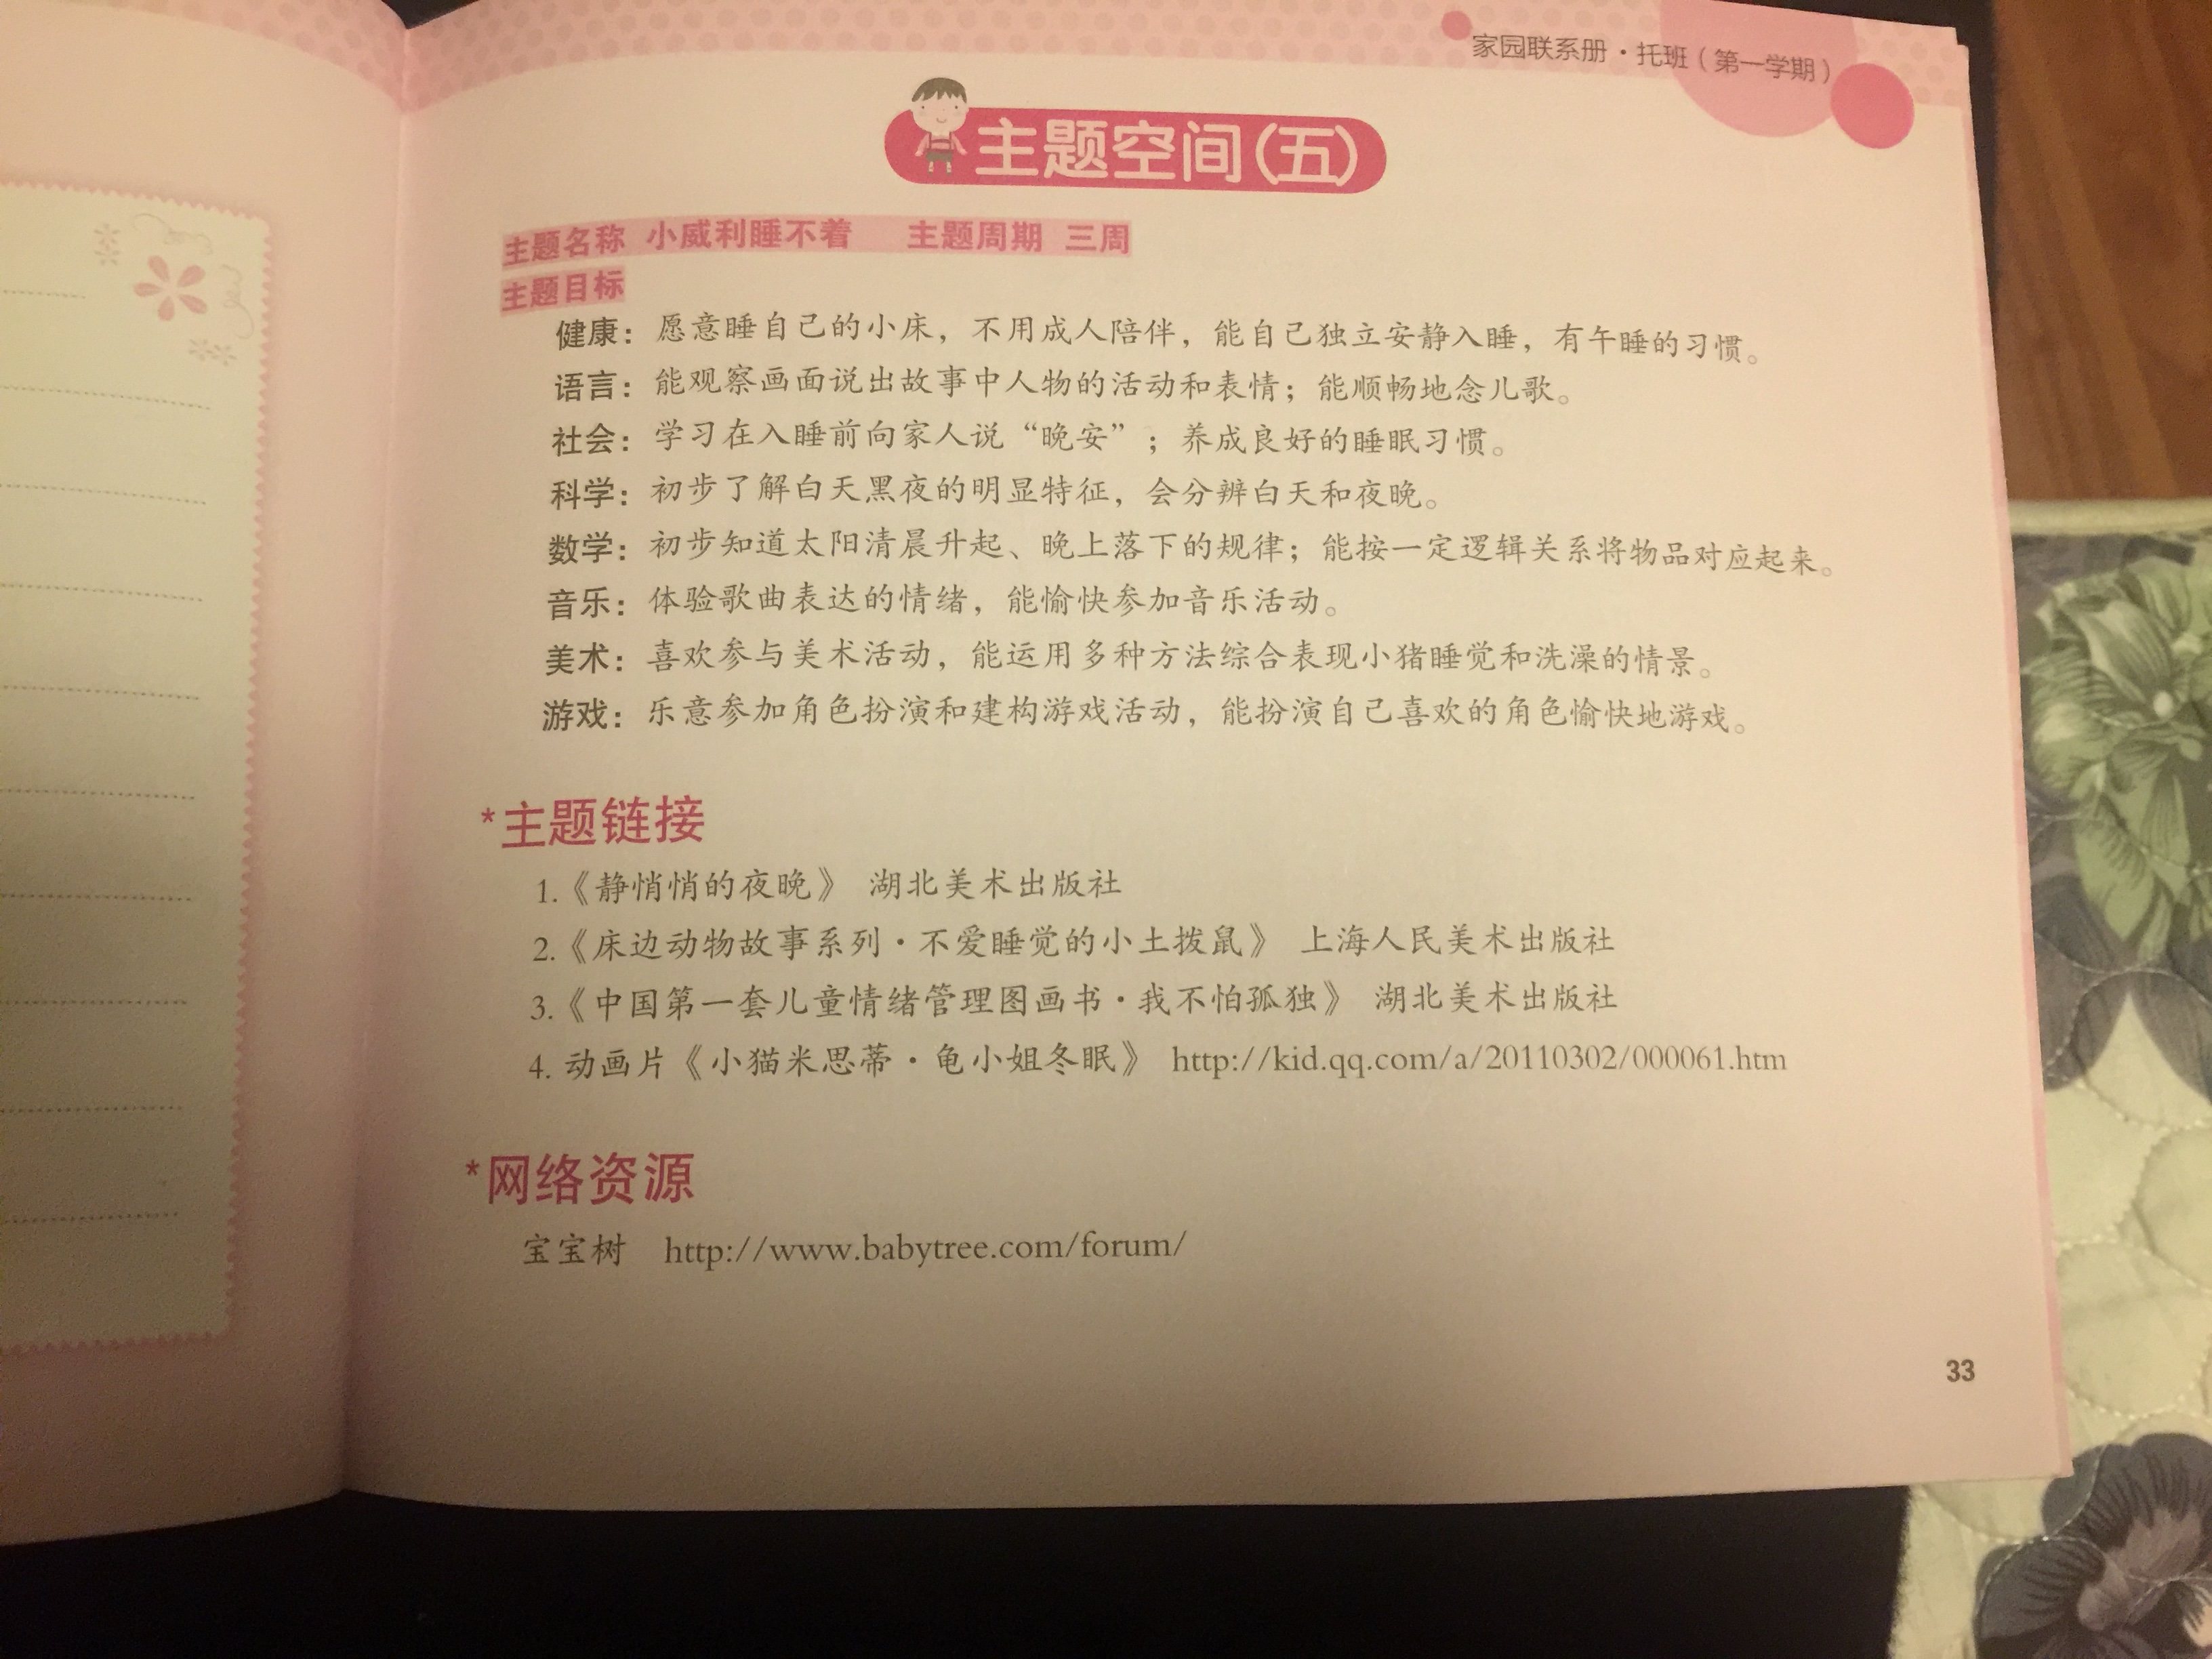 家园联系册·托班（第一学期）
主题空间（五）
主题名称 小威利睡不着 主题周期 三周
主题目标
健康：愿意睡自己的小床，不用成人陪伴，能自己独立安静入睡，有午睡的习惯。
语言：能观察画面说出故事中人物的活动和表情；能顺畅地念儿歌。
社会：学习在入睡前向家人说“晚安”；养成良好的睡眠习惯。
科学：初步了解白天黑夜的明显特征，会分辨白天和夜晚。
数学：初步知道太阳清晨升起、晚上落下的规律；能按一定逻辑关系将物品对应起来。
音乐：体验歌曲表达的情绪，能愉快参加音乐活动。
美术：喜欢参与美术活动，能运用多种方法综合表现小猪睡觉和洗澡的情景。
游戏：乐意参加角色扮演和建构游戏活动，能扮演自己喜欢的角色愉快地游戏。
*主题链接
1.《静悄悄的夜晚》 湖北美术出版社
2.《床边动物故事系列·不爱睡觉的小土拨鼠》 上海人民美术出版社
3.《中国第一套儿童情绪管理图画书·我不怕孤独》 湖北美术出版社
4. 动画片《小猫米思蒂·龟小姐冬眠》 http://kid.qq.com/a/20110302/000061.htm
*网络资源
宝宝树 http://www.babytree.com/forum/
33